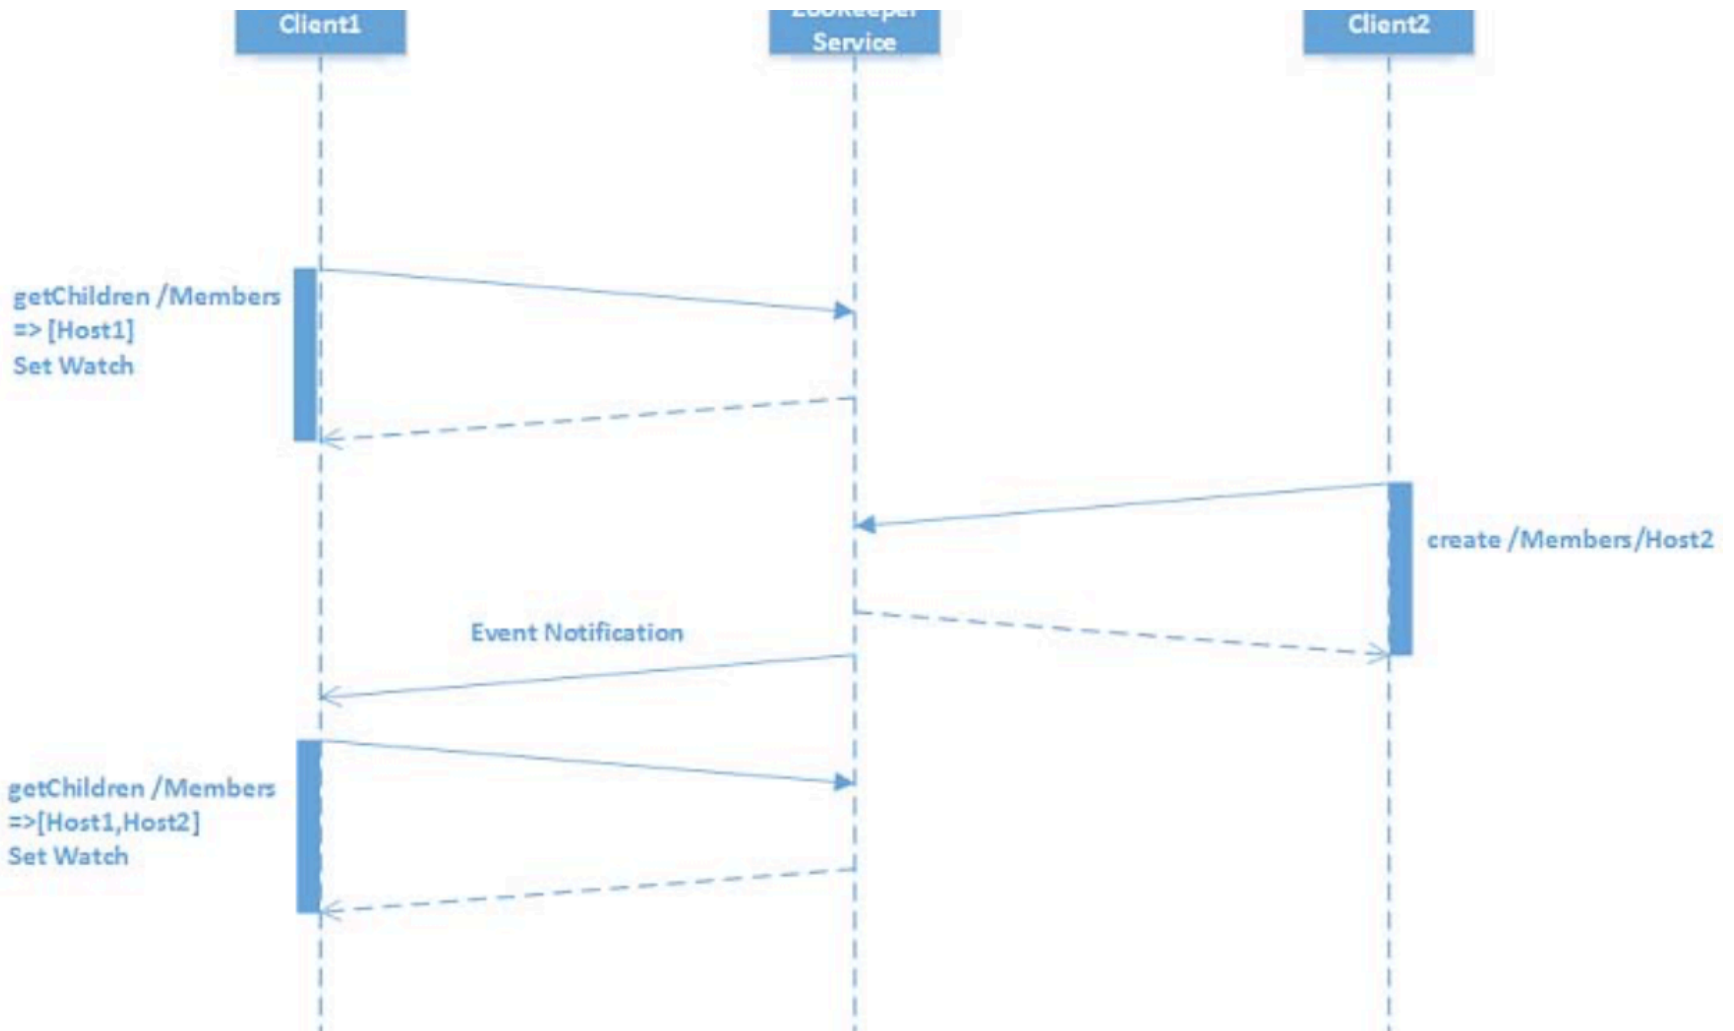 Client1
ZooKeeper
Service
Client2
getChildren /Members
=> [Host1]
Set Watch
create /Members/Host2
Event Notification
getChildren /Members
=>[Host1,Host2]
Set Watch